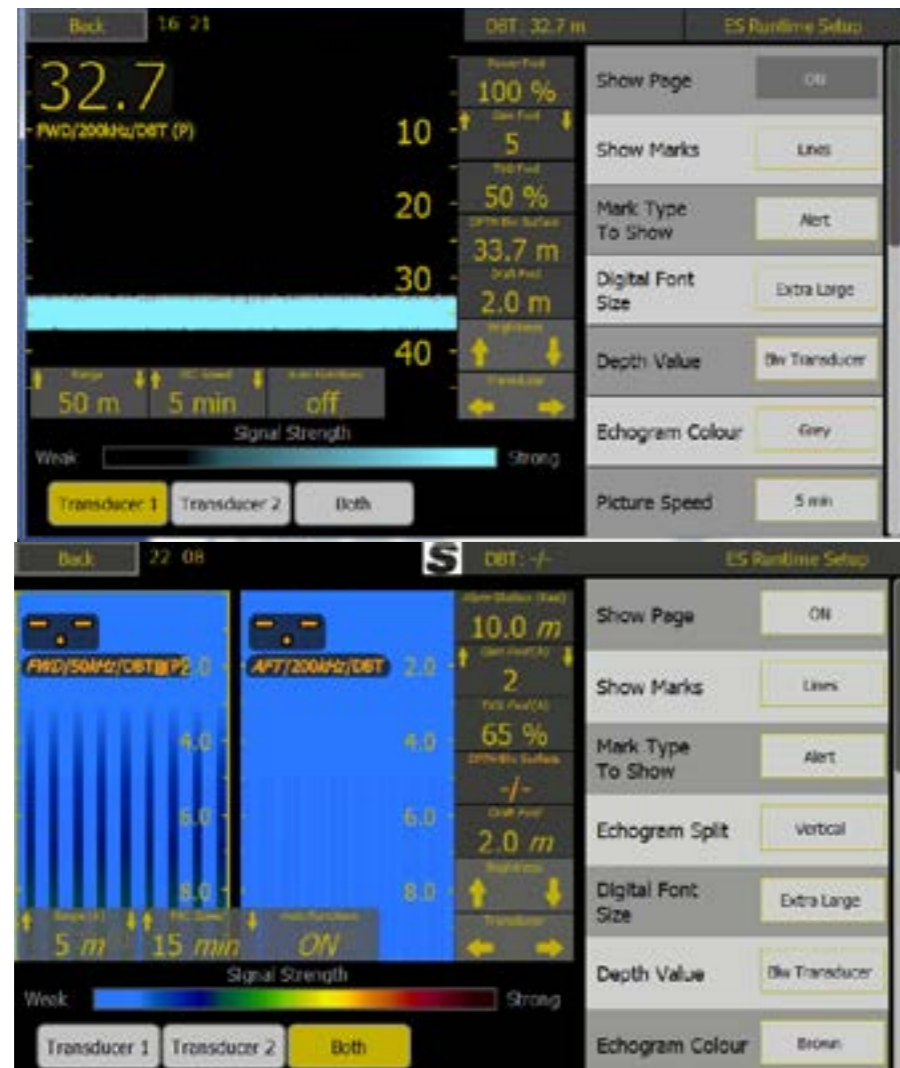 Back 16 21 DBT: 32.7 m ES Runtime Setup
32.7
FWD/200kHz/DBT (P)
10
20
30
40
100 %
5
50 %
33.7 m
2.0 m
Brightness
Range
50 m 5 min off
Signal Strength
Weak Strong
Transducer 1 Transducer 2 Both
Show Page ON
Show Marks Lines
Mark Type
To Show
Alert
Digital Font
Size
Extra Large
Depth Value Blw Transducer
Echogram Colour Grey
Picture Speed 5 min
Back 22 08 S DBT: -/- ES Runtime Setup
AFT/200kHz/DBT
2.0 2.0
4.0 4.0
6.0 6.0
8.0 8.0
10.0 m
2
65 %
-/-
2.0 m
Brightness
Transducer
5 m 15 min ON
Signal Strength
Weak Strong
Transducer 1 Transducer 2 Both
Show Page ON
Show Marks Lines
Mark Type
To Show
Alert
Echogram Split Vertical
Digital Font
Size
Extra Large
Depth Value Blw Transducer
Echogram Colour Brown